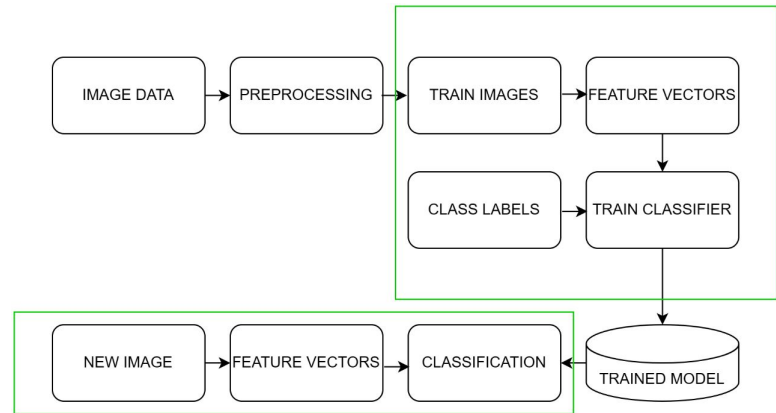 IMAGE DATA
PREPROCESSING
TRAIN IMAGES
FEATURE VECTORS
CLASS LABELS
TRAIN CLASSIFIER
NEW IMAGE
FEATURE VECTORS
CLASSIFICATION
TRAINED MODEL